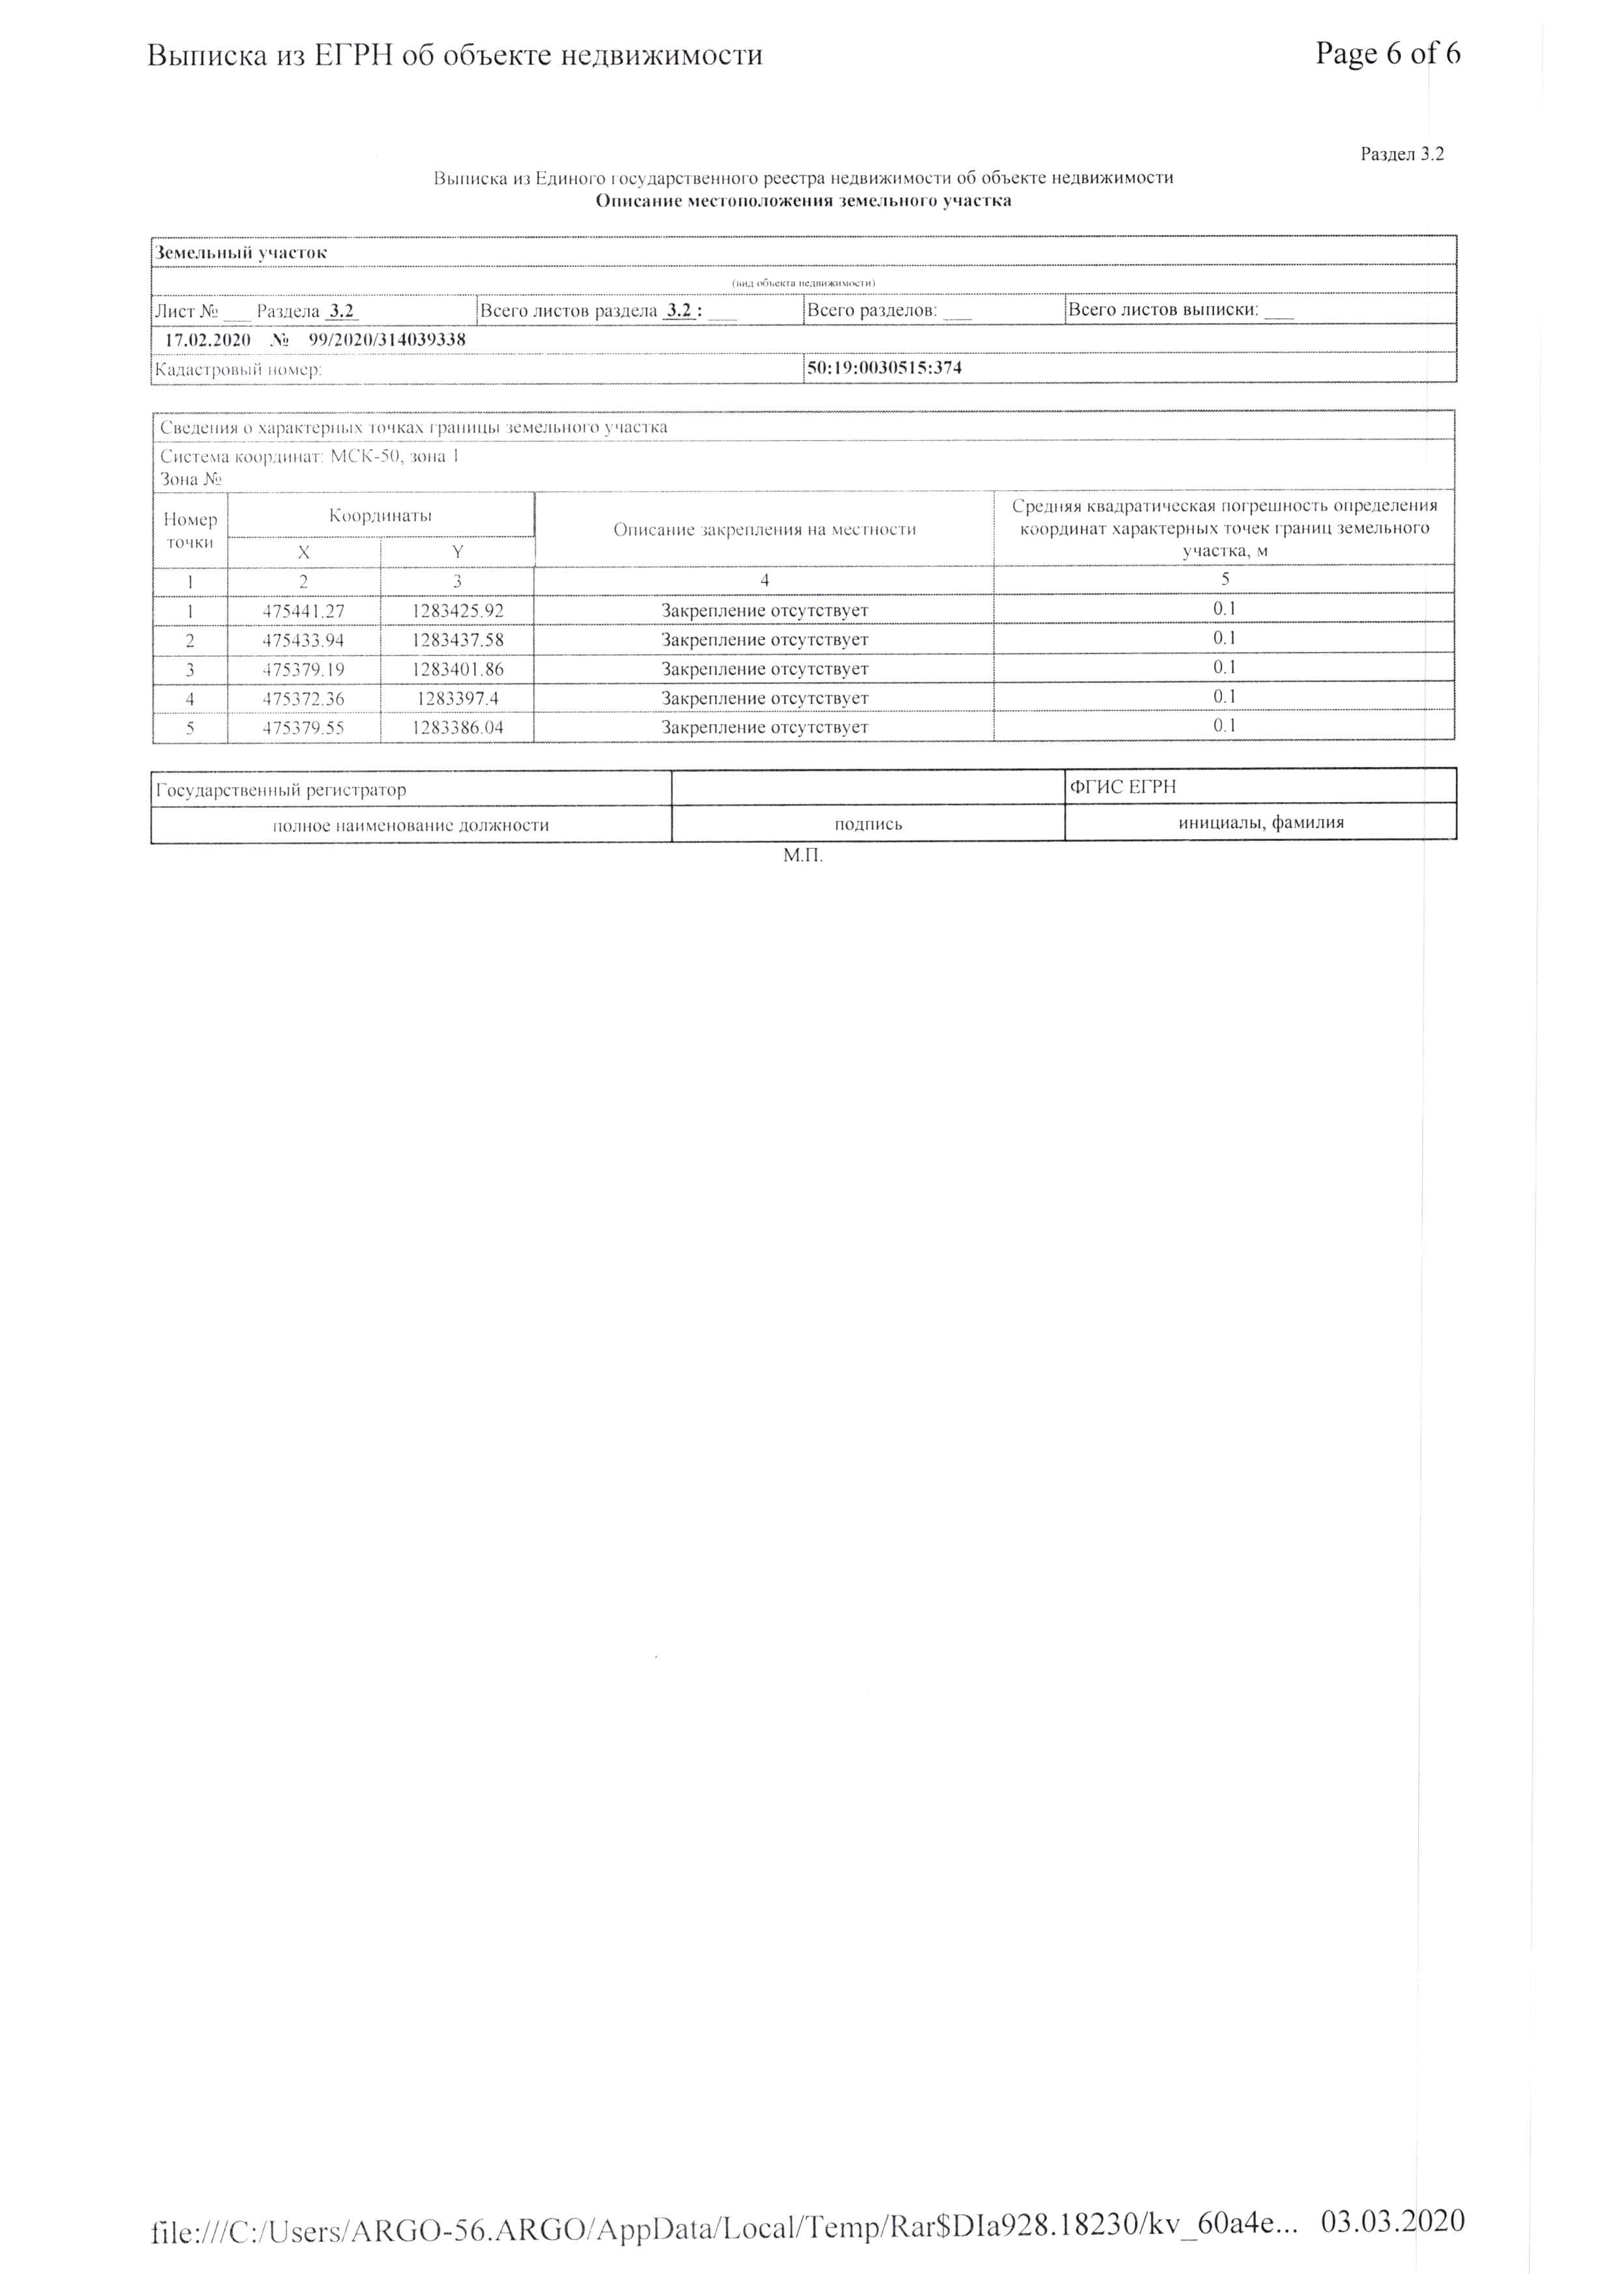 Выписка из ЕГРН об объекте недвижимости Page 6 of 6
Раздел 3.2
Выписка из Единого государственного реестра недвижимости об объекте недвижимости
Описание местоположения земельного участка
Земельный участок
(вид объекта недвижимости)
Лист № ___ Раздела 3.2 Всего листов раздела 3.2 : ___ Всего разделов: ___ Всего листов выписки: ___
17.02.2020 № 99/2020/314039338
Кадастровый номер: 50:19:0030515:374
Сведения о характерных точках границы земельного участка
Система координат: МСК-50, зона 1
Зона №
Номер точки Координаты Описание закрепления на местности Средняя квадратическая погрешность определения координат характерных точек границ земельного участка, м
X Y
1 2 3 4 5
1 475441.27 1283425.92 Закрепление отсутствует 0.1
2 475433.94 1283437.58 Закрепление отсутствует 0.1
3 475379.19 1283401.86 Закрепление отсутствует 0.1
4 475372.36 1283397.4 Закрепление отсутствует 0.1
5 475379.55 1283386.04 Закрепление отсутствует 0.1
Государственный регистратор ФГИС ЕГРН
полное наименование должности подпись инициалы, фамилия
М.П.
file:///C:/Users/ARGO-56.ARGO/AppData/Local/Temp/Rar$DIa928.18230/kv_60a4e... 03.03.2020